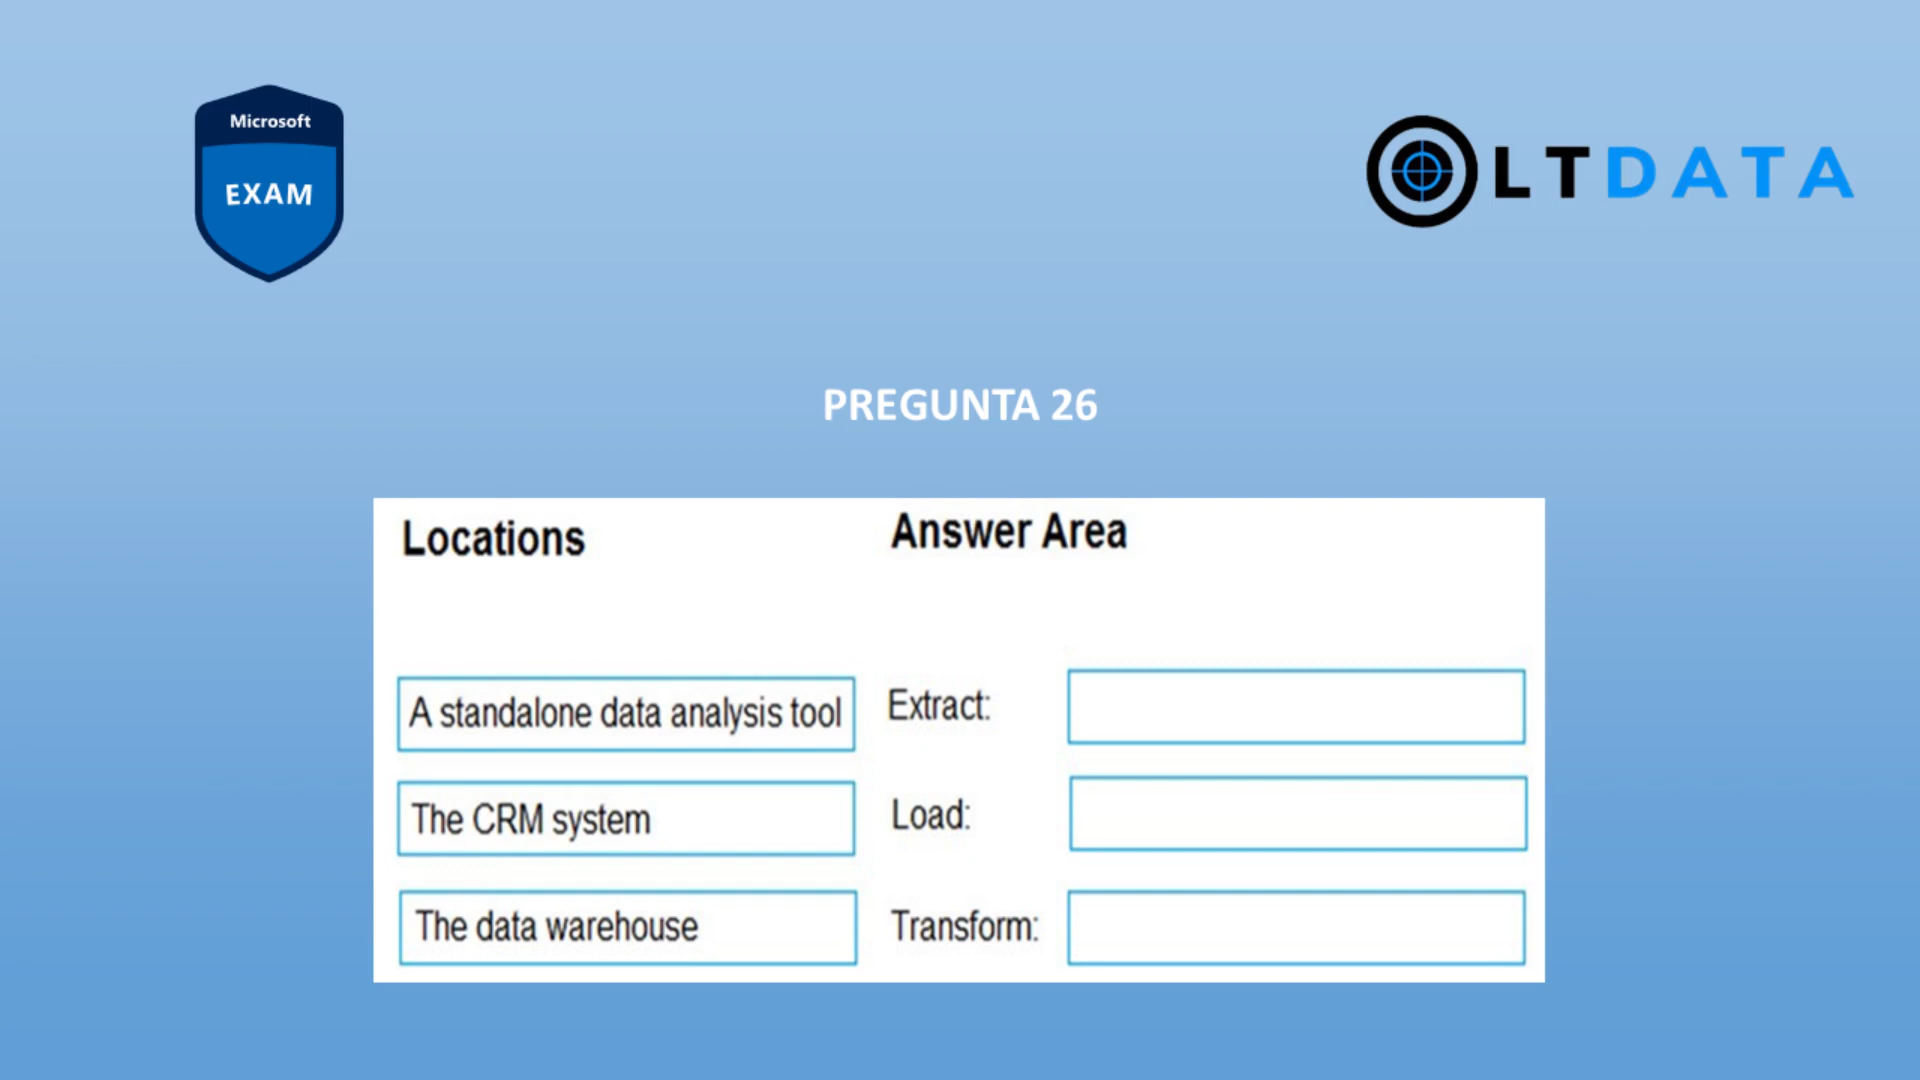 Microsoft
EXAM
LTDATA
PREGUNTA 26
Locations
Answer Area
A standalone data analysis tool
Extract:
The CRM system
Load:
The data warehouse
Transform: